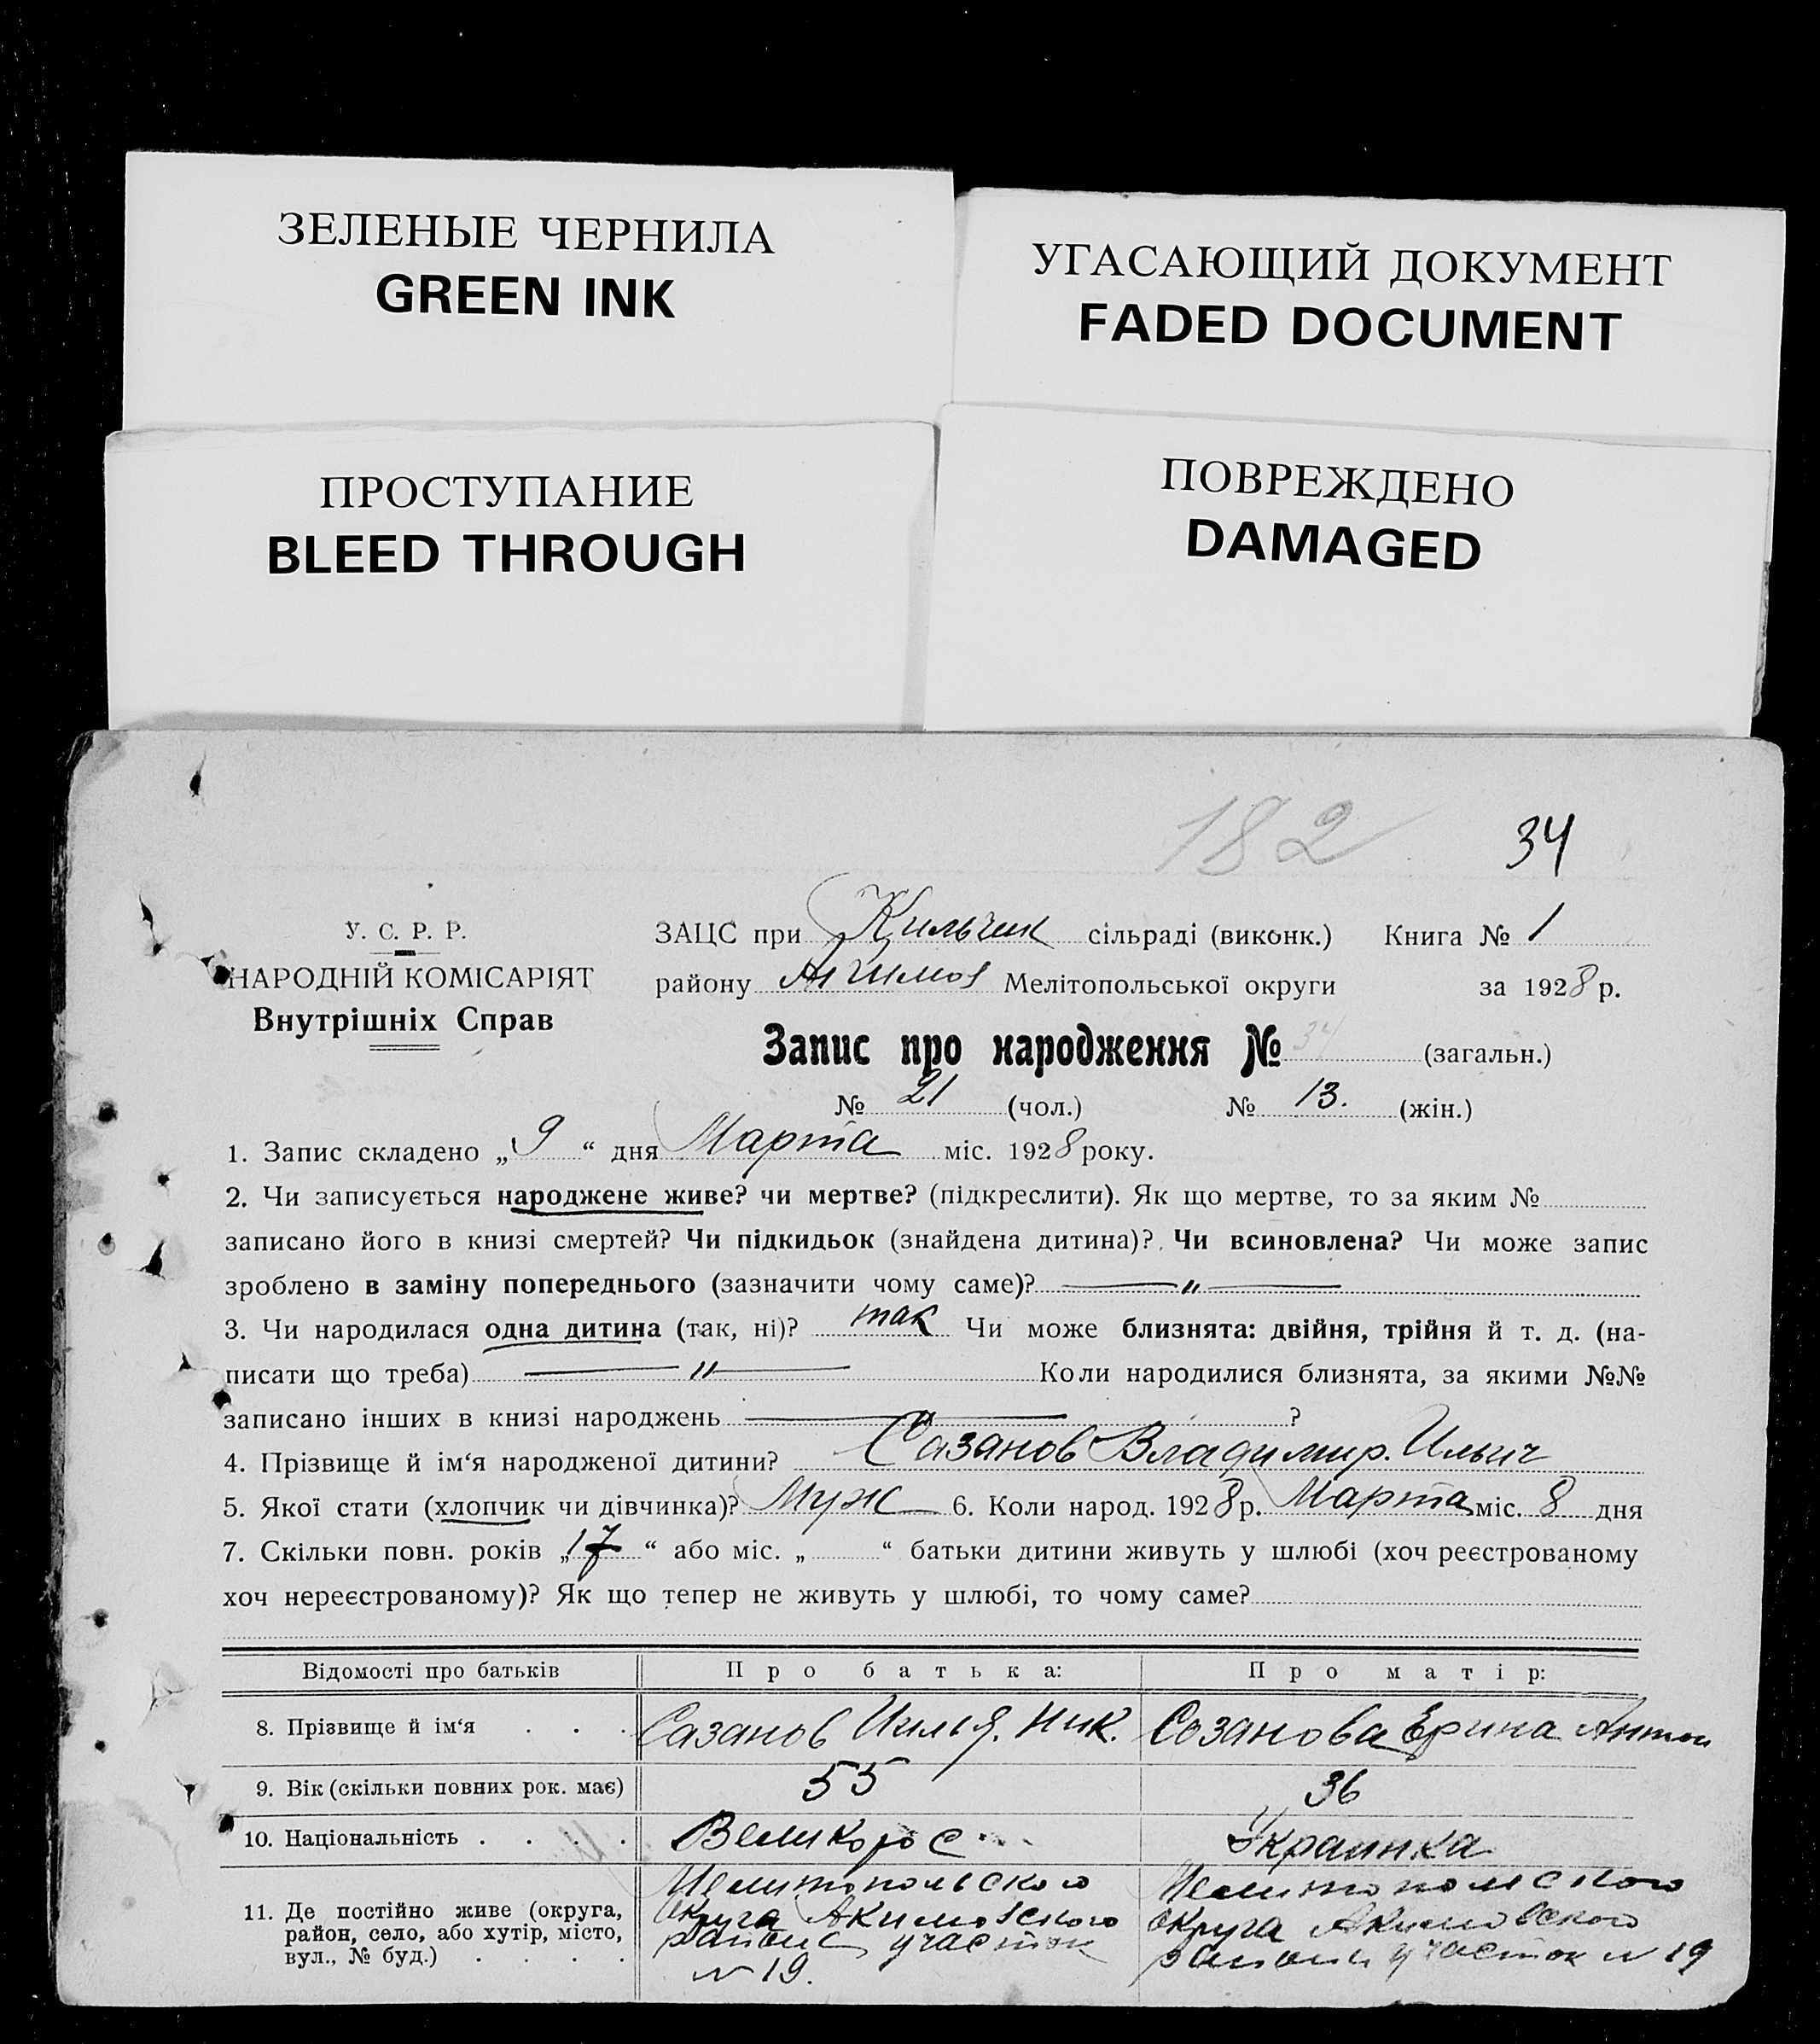 ЗЕЛЕНЫЕ ЧЕРНИЛА
GREEN INK
УГАСАЮЩИЙ ДОКУМЕНТ
FADED DOCUMENT
ПРОСТУПАНИЕ
BLEED THROUGH
ПОВРЕЖДЕНО
DAMAGED
182 34
У. С. Р. Р.
НАРОДНІЙ КОМІСАРІЯТ
Внутрішніх Справ
ЗАЦС при Кильчик сільраді (виконк.) Книга № 1
району Мелітопольської округи за 1928 р.
Запис про народження № 34 (загальн.)
№ 21 (чол.) № 13. (жін.)
1. Запис складено „9“ дня Марта міс. 1928 року.
2. Чи записується народжене живе? чи мертве? (підкреслити). Як що мертве, то за яким №
записано його в книзі смертей? Чи підкидьок (знайдена дитина)? Чи всиновлена? Чи може запис
зроблено в заміну попереднього (зазначити чому саме)? — „ —
3. Чи народилася одна дитина (так, ні)? так Чи може близнята: двійня, трійня й т. д. (на-
писати що треба) — „ — Коли народилися близнята, за якими №№
записано інших в книзі народжень — „ — ?
4. Прізвище й ім‘я народженої дитини? Сазанов Владимир. Ильич
5. Якої стати (хлопчик чи дівчинка)? Муж 6. Коли народ. 1928 р. Марта міс. 8 дня
7. Скільки повн. років „17“ або міс. „ “ батьки дитини живуть у шлюбі (хоч реєстрованому
хоч нереєстрованому)? Як що тепер не живуть у шлюбі, то чому саме?
Відомості про батьків Про батька: Про матір:
8. Прізвище й ім‘я . . . Сазанов Илья. Ник. Созанова Ерина Антон
9. Вік (скільки повних рок. має) 55 36
10. Національність . . . . Великорос Украинка
11. Де постійно живе (округа,
район, село, або хутір, місто,
вул., № буд.) . . . .
Мелитопольского
Округа Акимовского
района участок
№ 19.
Мелитопольского
Округа Акимовского
района участок № 19